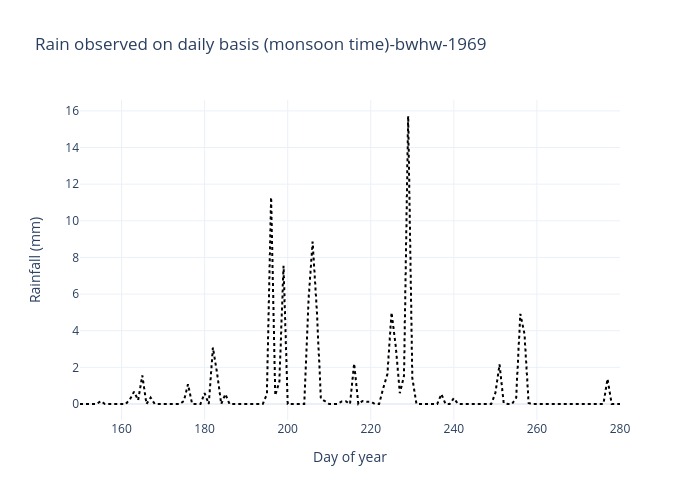 Rain observed on daily basis (monsoon time)-bwhw-1969
16
14
12
10
8
6
4
2
0
Rainfall (mm)
160 180 200 220 240 260 280
Day of year